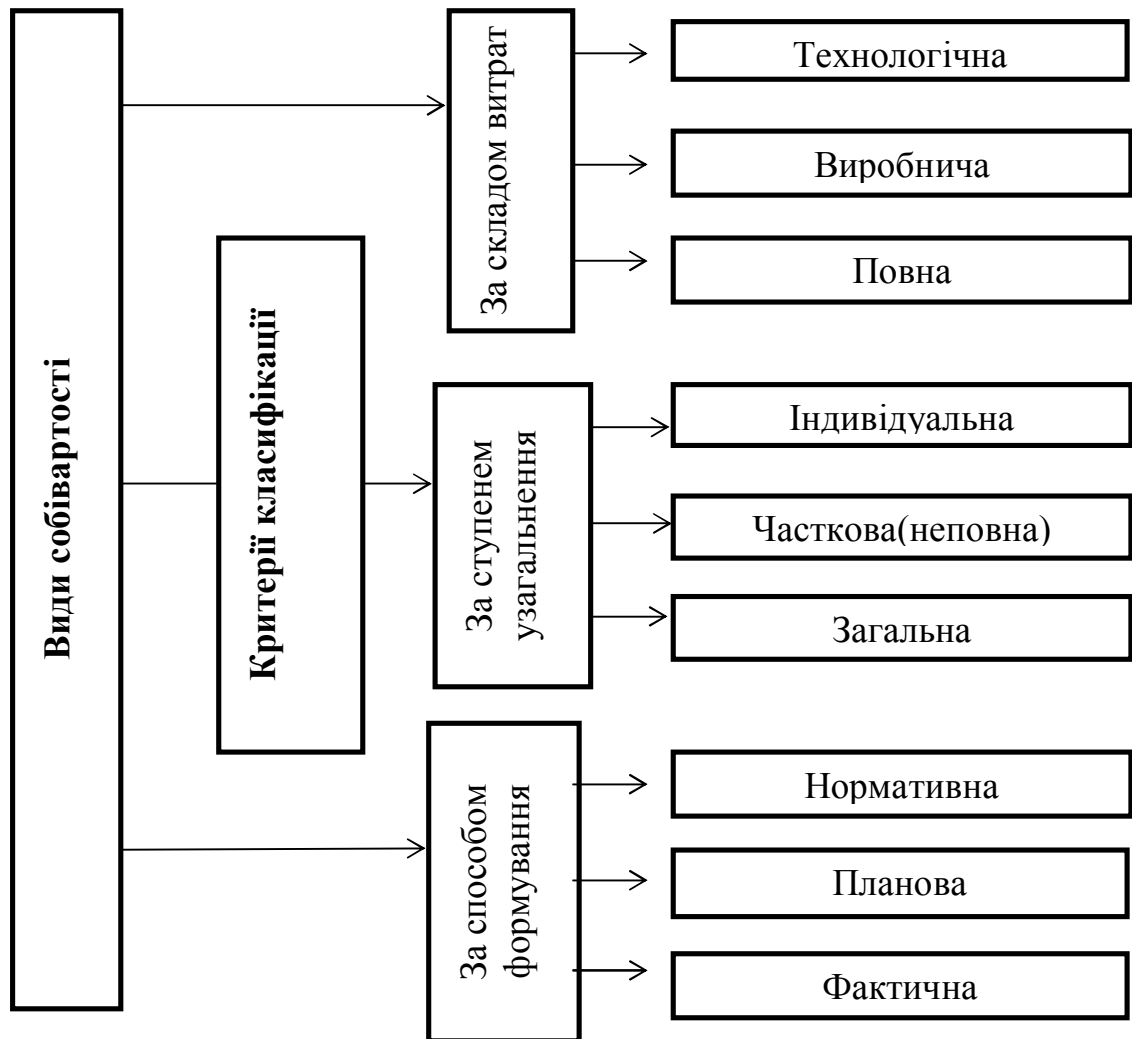 Види собівартості
Критерії класифікації
За складом витрат
Технологічна
Виробнича
Повна
За ступенем
узагальнення
Індивідуальна
Часткова(неповна)
Загальна
За способом
формування
Нормативна
Планова
Фактична